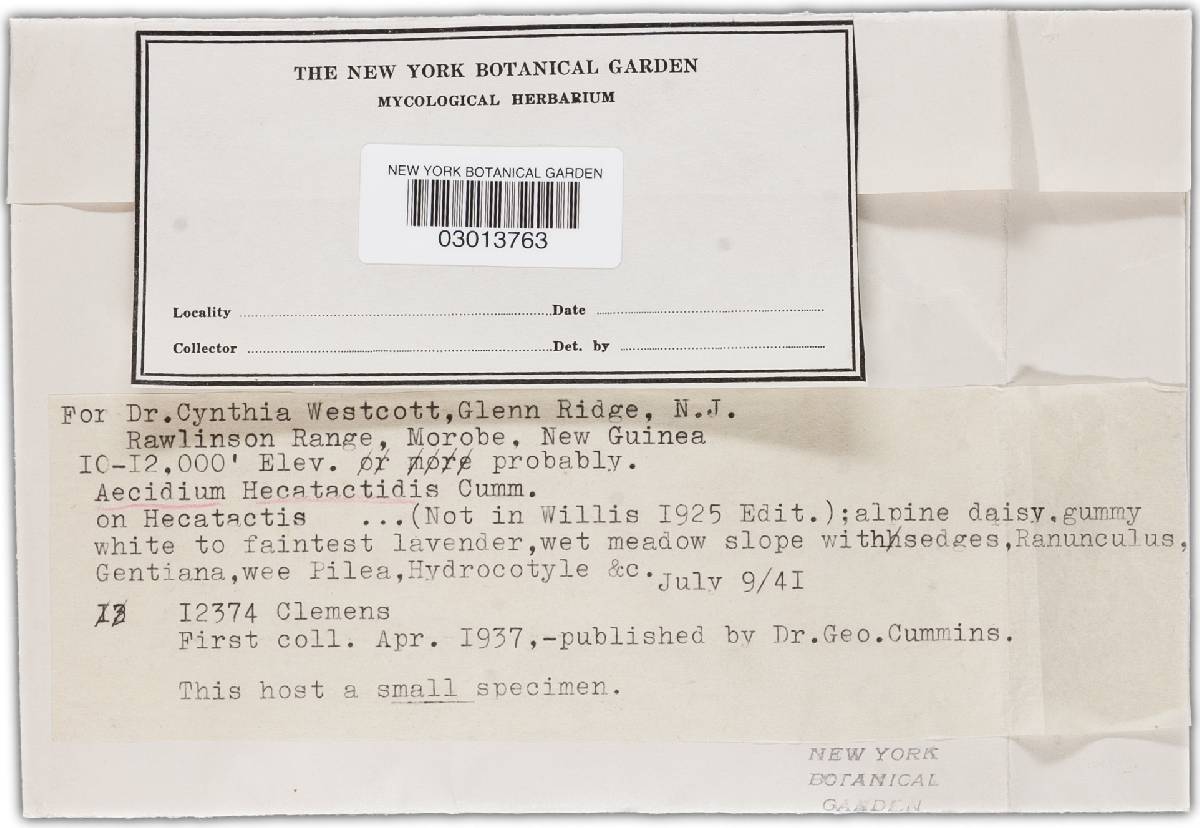 THE NEW YORK BOTANICAL GARDEN
MYCOLOGICAL HERBARIUM
NEW YORK BOTANICAL GARDEN
03013763
Locality Date
Collector Det. by
For Dr.Cynthia Westcott,Glenn Ridge, N.J.
Rawlinson Range, Morobe, New Guinea
I0-I2,000' Elev. or more probably.
Aecidium Hecatactidis Cumm.
on Hecatactis ...(Not in Willis I925 Edit.);alpine daisy,gummy
white to faintest lavender,wet meadow slope with sedges,Ranunculus,
Gentiana,wee Pilea,Hydrocotyle &c. July 9/4I
I2374 Clemens
First coll. Apr. I937,-published by Dr.Geo.Cummins.
This host a small specimen.
NEW YORK
BOTANICAL
GARDEN